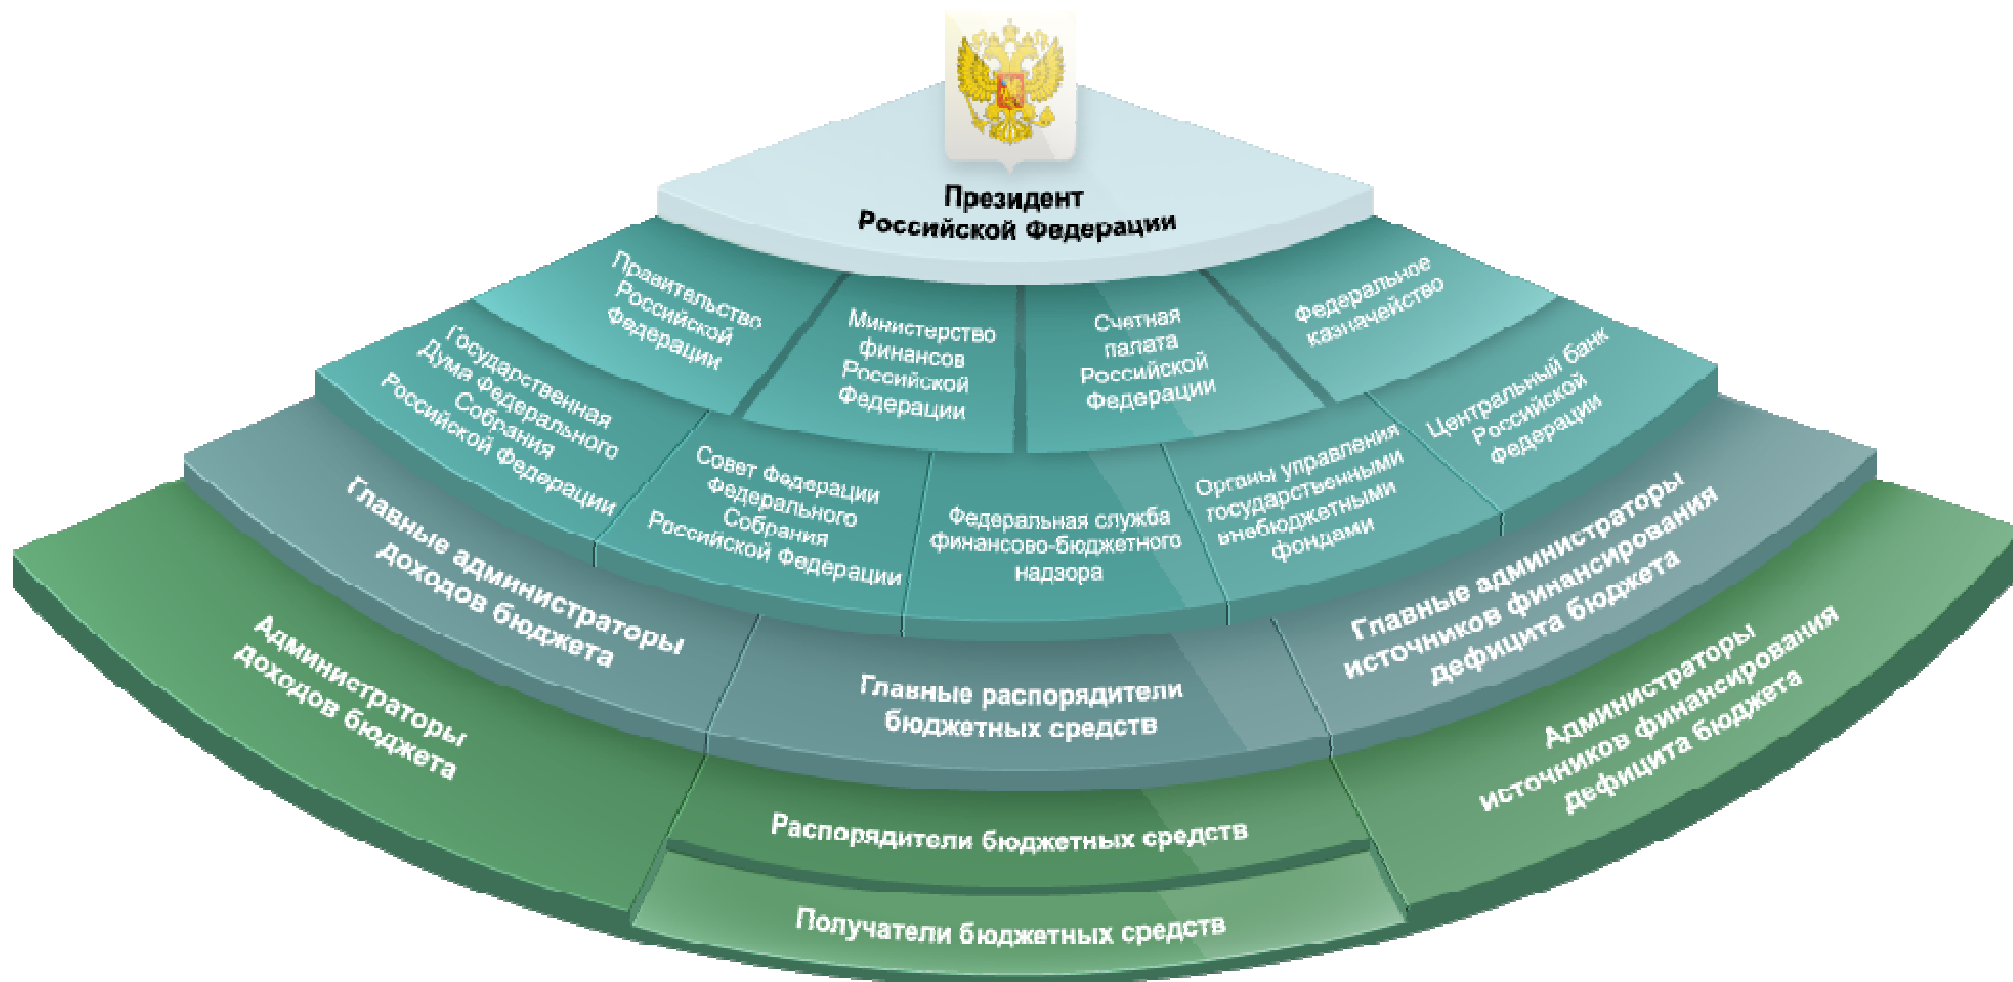 Президент
Российской Федерации
Правительство
Российской
Федерации
Министерство
финансов
Российской
Федерации
Счетная
палата
Российской
Федерации
Федеральное
казначейство
Государственная
Дума Федерального
Собрания
Российской Федерации
Совет Федерации
Федерального
Собрания
Российской Федерации
Федеральная служба
финансово-бюджетного
надзора
Органы управления
государственными
внебюджетными
фондами
Центральный банк
Российской
Федерации
Главные администраторы
доходов бюджета
Главные распорядители
бюджетных средств
Главные администраторы
источников финансирования
дефицита бюджета
Администраторы
доходов бюджета
Распорядители бюджетных средств
Получатели бюджетных средств
Администраторы
источников финансирования
дефицита бюджета